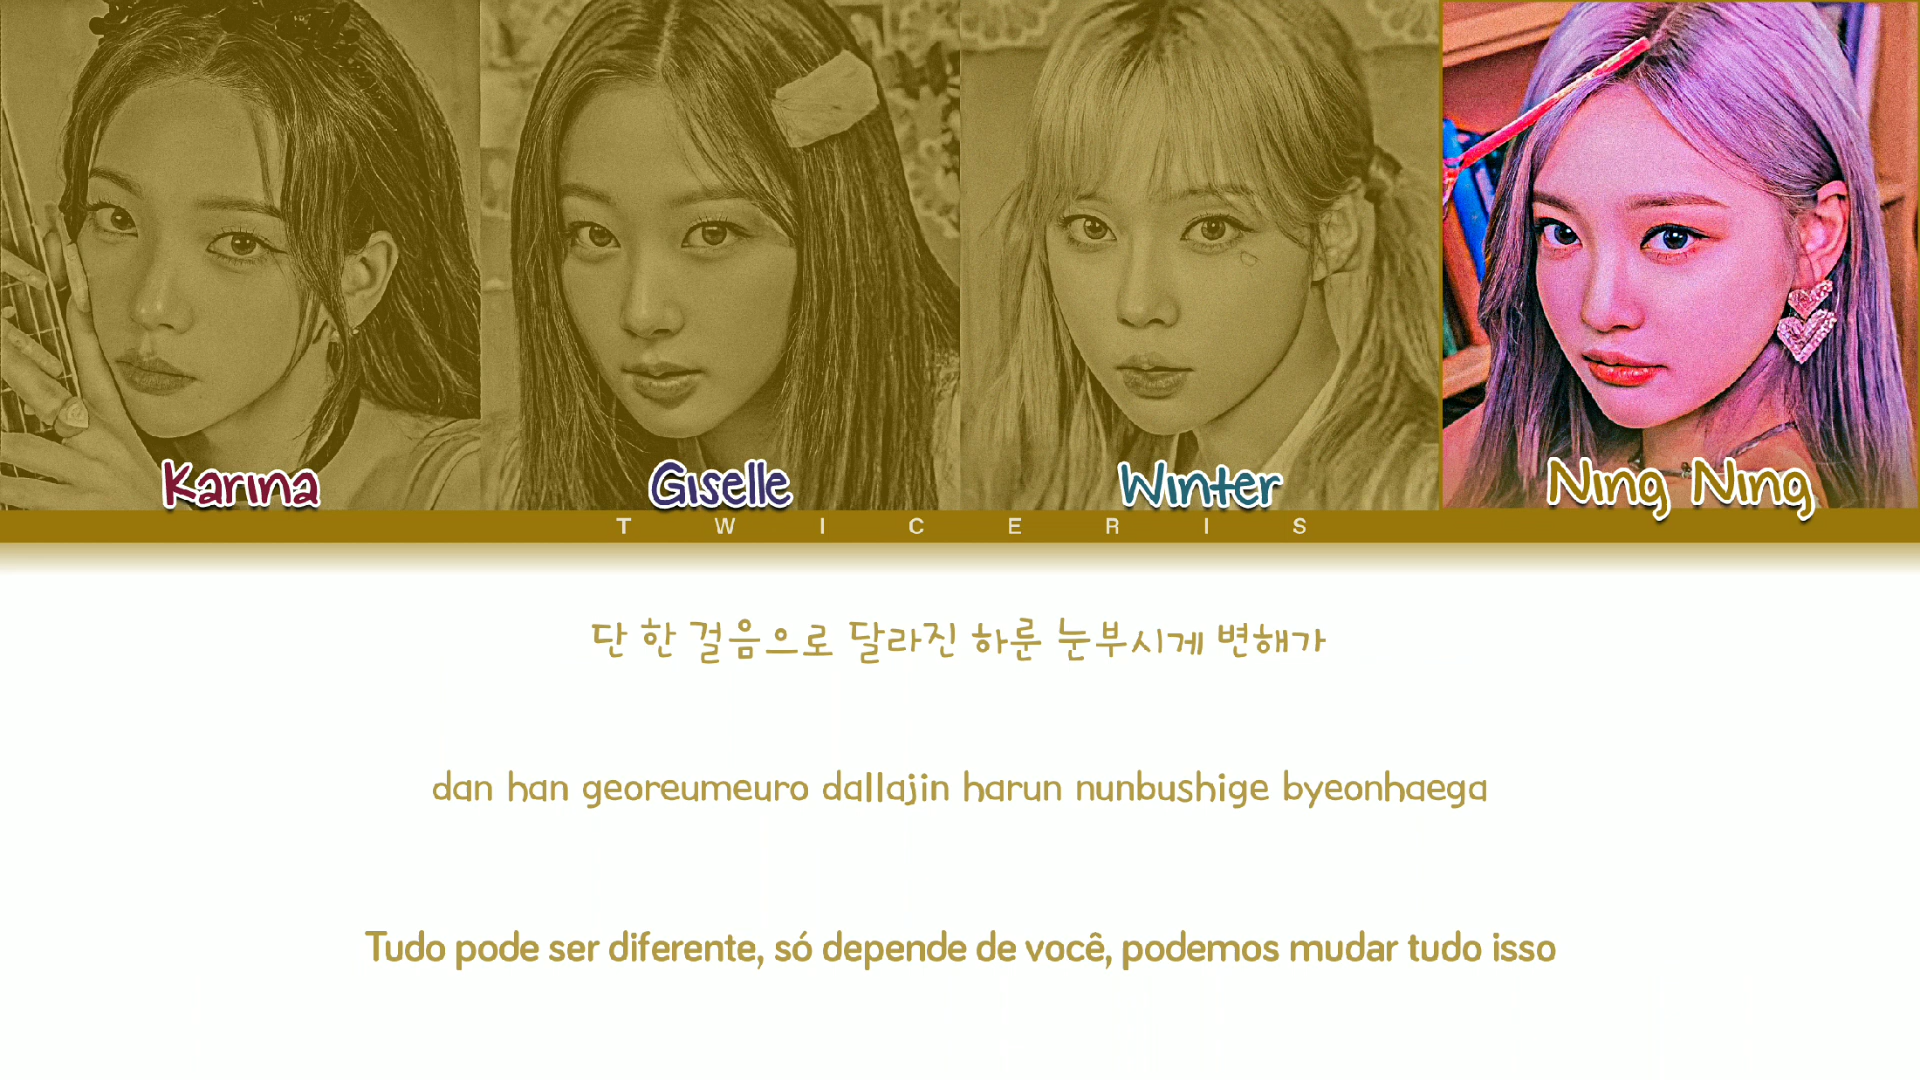 Karina
Giselle
Winter
Ning Ning
TWICERIS
단 한 걸음으로 달라진 하룬 눈부시게 변해가
dan han georeumeuro dallajin harun nunbushige byeonhaega
Tudo pode ser diferente, só depende de você, podemos mudar tudo isso